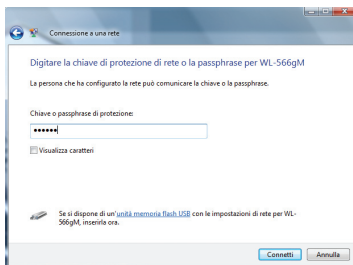 Connessione a una rete
Digitare la chiave di protezione di rete o la passphrase per WL-566gM
La persona che ha configurato la rete può comunicare la chiave o la passphrase.
Chiave o passphrase di protezione:
••••••
Visualizza caratteri
Se si dispone di un'unità memoria flash USB con le impostazioni di rete per WL-
566gM, inserirla ora.
Connetti Annulla